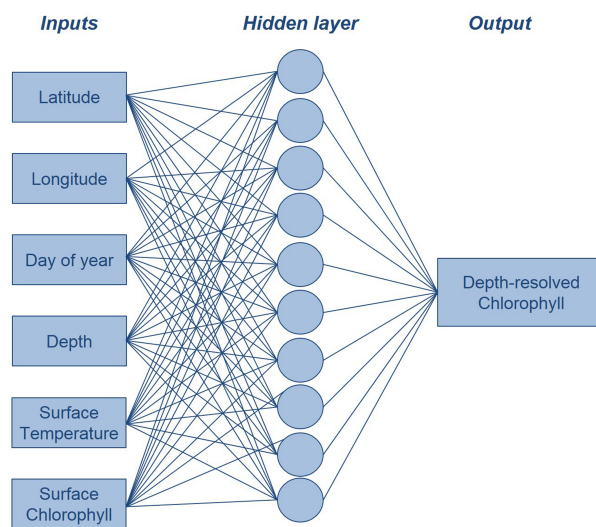 Inputs
Hidden layer
Output
Latitude
Longitude
Day of year
Depth
Surface
Temperature
Surface
Chlorophyll
Depth-resolved
Chlorophyll